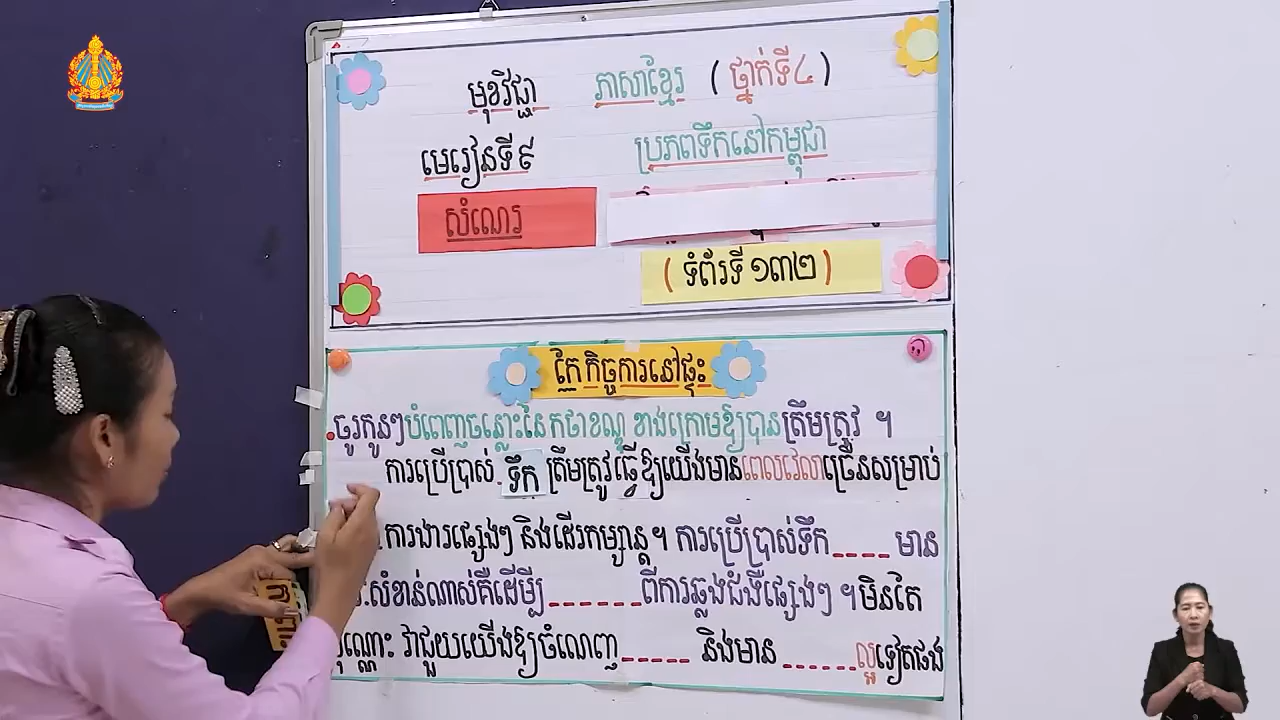 មុខវិជ្ជា ភាសាខ្មែរ (ថ្នាក់ទី៤)
មេរៀនទី៩ ប្រភពទឹកនៅកម្ពុជា
សំណេរ
(ទំព័រទី ១៣២)
កែកិច្ចការនៅផ្ទះ
ចូរកូនៗបំពេញចន្លោះនៃកថាខណ្ឌ ខាងក្រោមឱ្យបានត្រឹមត្រូវ ។
ការប្រើប្រាស់ ទឹក ត្រឹមត្រូវធ្វើឱ្យយើងមានពេលវេលាច្រើនសម្រាប់
ការងារផ្សេងៗ និងដើរកម្សាន្ត។ ការប្រើប្រាស់ទឹក____ មាន
សំខាន់ណាស់គឺដើម្បី______ពីការឆ្លងជំងឺផ្សេងៗ ។ មិនតែ
ប៉ុណ្ណោះ វាជួយយើងឱ្យចំណេញ_____ និងមាន______ល្អទៀតផង